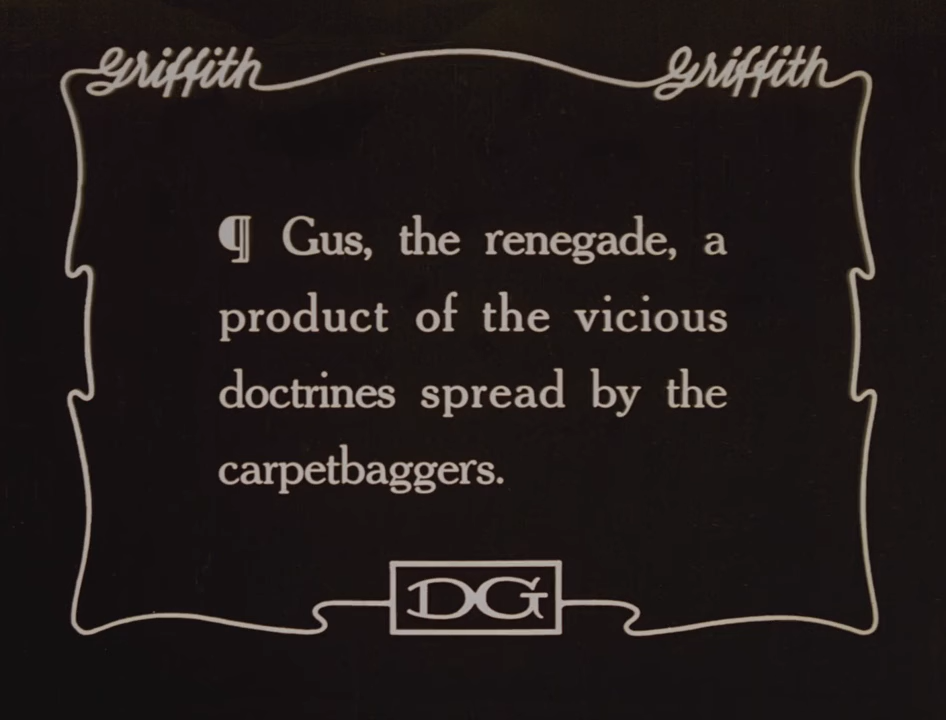 Griffith Griffith
¶ Gus, the renegade, a
product of the vicious
doctrines spread by the
carpetbaggers.
DG